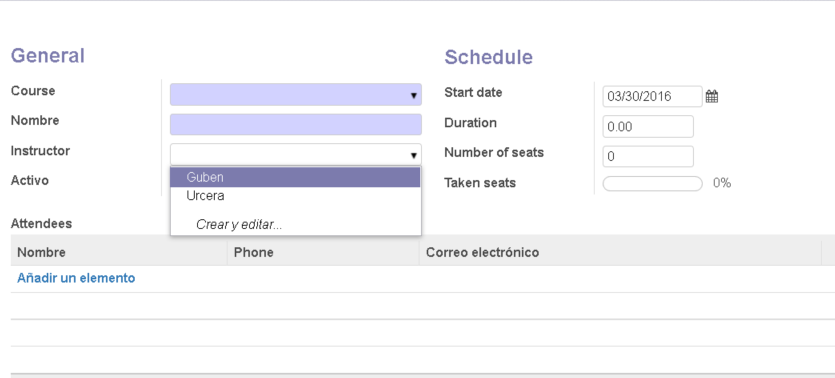 General
Schedule
Course
Start date
03/30/2016
Nombre
Duration
0.00
Instructor
Number of seats
0
Guben
Activo
Taken seats
0%
Urcera
Crear y editar...
Attendees
Nombre Phone Correo electrónico
Añadir un elemento